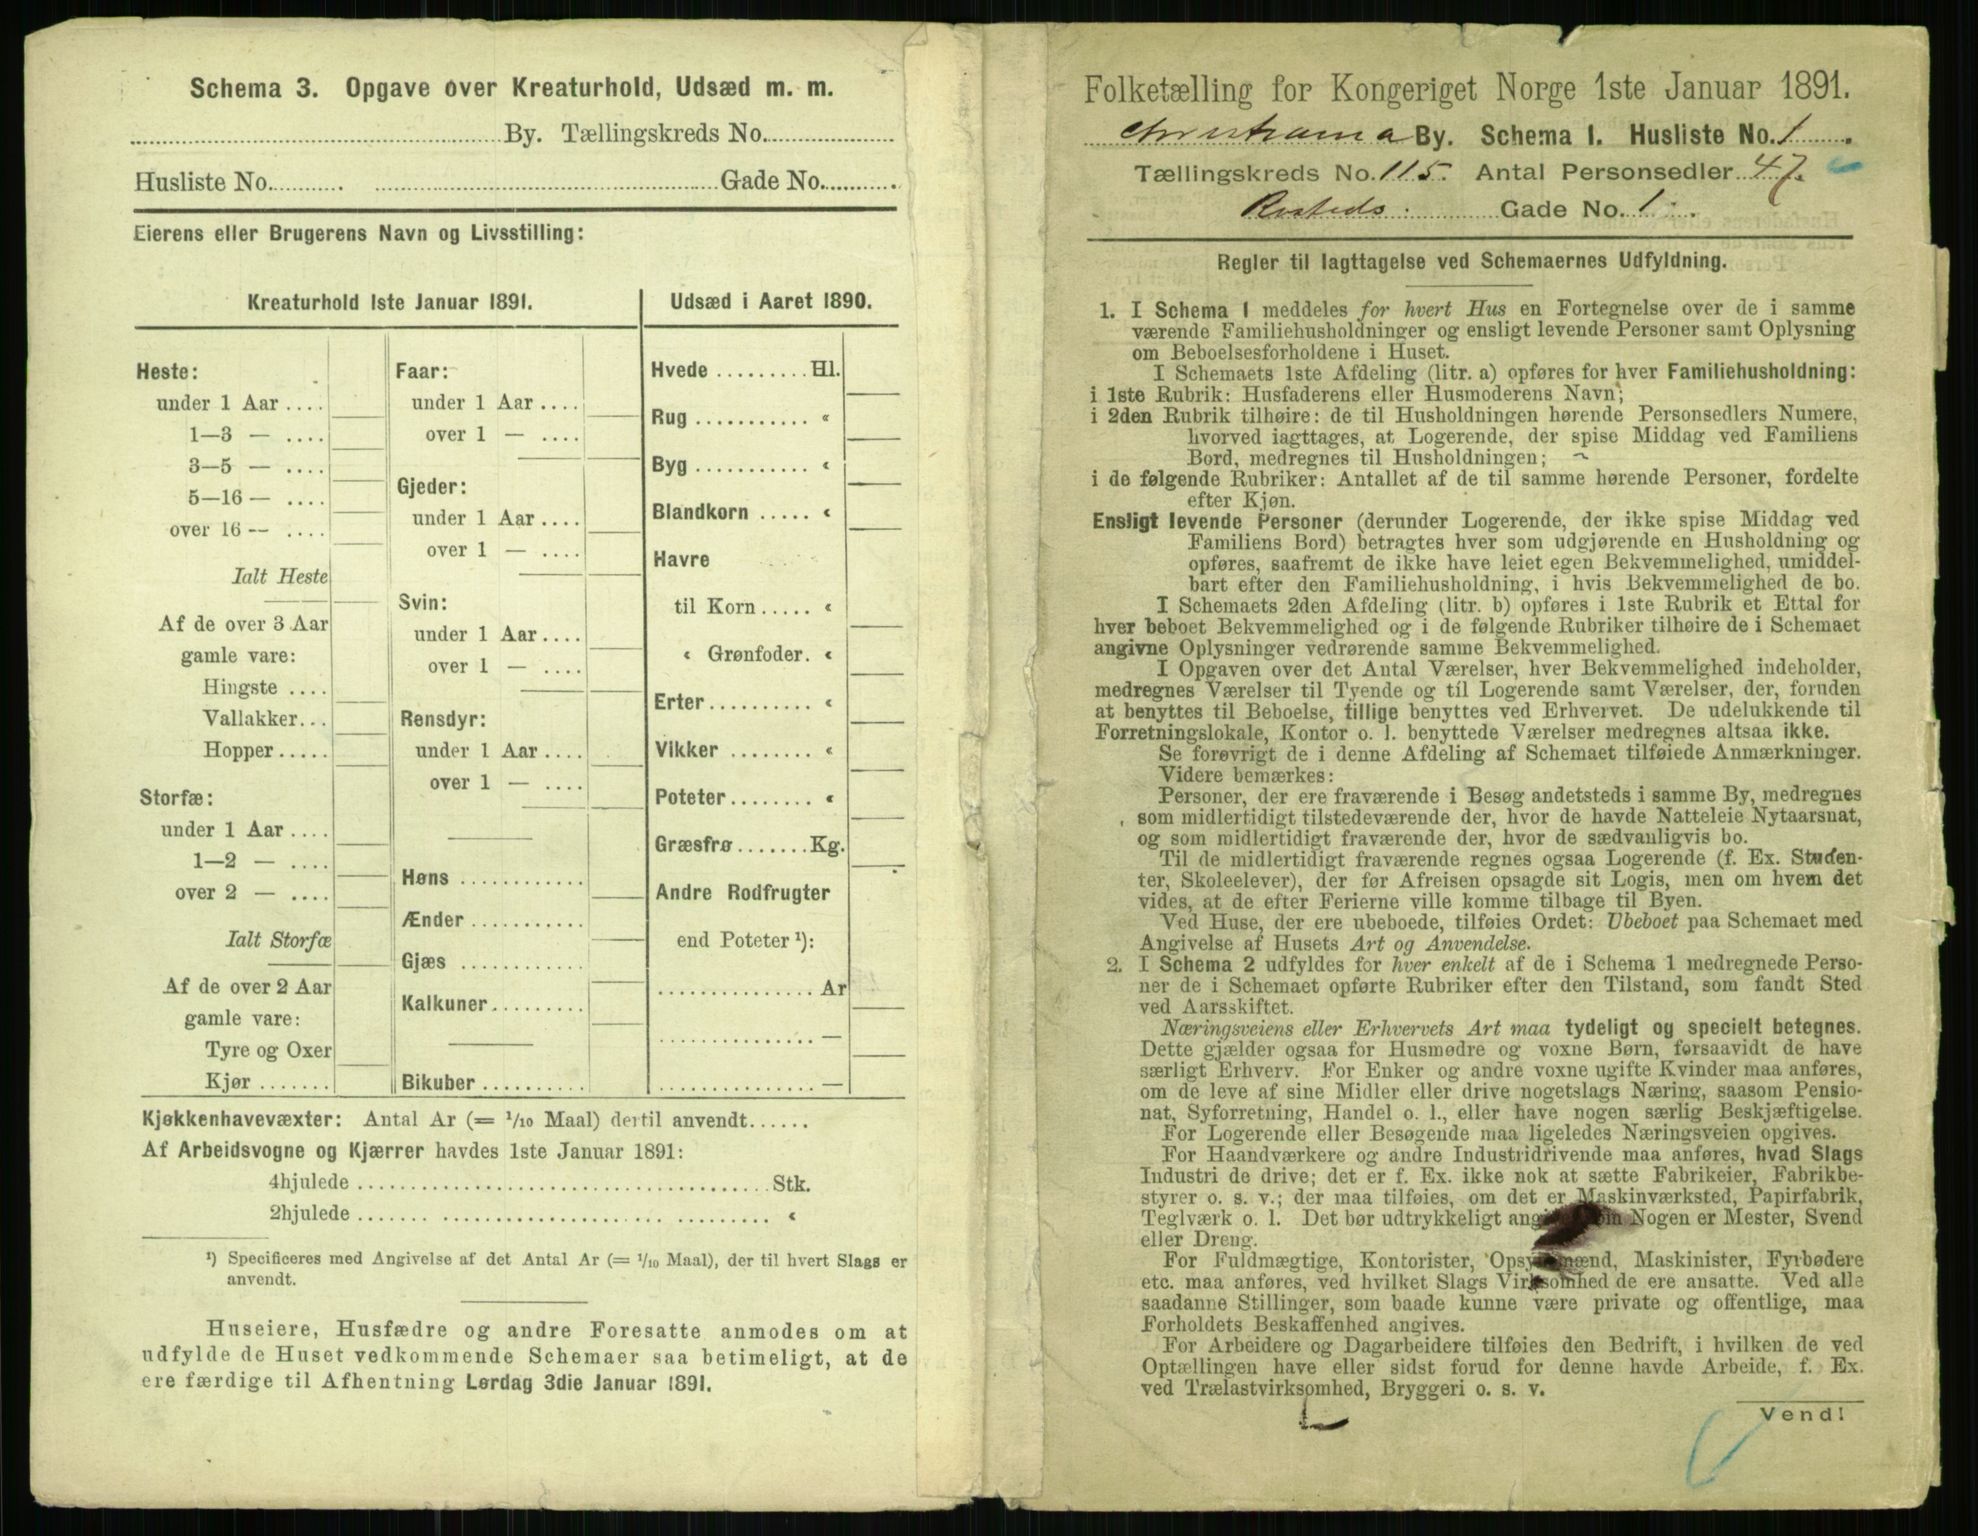 Schema 3. Opgave over Kreaturhold, Udsæd m. m.
By. Tællingskreds No.
Husliste No. Gade No.
Eierens eller Brugerens Navn og Livsstilling:
Kreaturhold 1ste Januar 1891.
Heste:
under 1 Aar ....
1—3 — ....
3—5 — ....
5—16 — ....
over 16 — ....
Ialt Heste
Af de over 3 Aar
gamle vare:
Hingste ....
Vallakker...
Hopper .....
Storfæ:
under 1 Aar ....
1—2 — ....
over 2 — ....
Ialt Storfæ
Af de over 2 Aar
gamle vare:
Tyre og Oxer
Kjør .......
Faar:
under 1 Aar ....
over 1 — ....
Gjeder:
under 1 Aar ....
over 1 — ....
Svin:
under 1 Aar ....
over 1 — ....
Rensdyr:
under 1 Aar ....
over 1 — ....
Høns ............
Ænder ..........
Gjæs ............
Kalkuner.........
Bikuber ..........
Udsæd i Aaret 1890.
Hvede ......... Hl.
Rug ........... «
Byg ........... «
Blandkorn ..... «
Havre
til Korn ..... «
« Grønfoder. «
Erter .......... «
Vikker ........ «
Poteter ........ «
Græsfrø ....... Kg.
Andre Rodfrugter
end Poteter ¹):
............... Ar
............... —
............... —
Kjøkkenhavevæxter: Antal Ar (= 1/10 Maal) dertil anvendt......
Af Arbeidsvogne og Kjærrer havdes 1ste Januar 1891:
4hjulede ...................................... Stk.
2hjulede ...................................... «
¹) Specificeres med Angivelse af det Antal Ar (= 1/10 Maal), der til hvert Slags er
anvendt.
Huseiere, Husfædre og andre Foresatte anmodes om at
udfylde de Huset vedkommende Schemaer saa betimeligt, at de
ere færdige til Afhentning Lørdag 3die Januar 1891.
Folketælling for Kongeriget Norge 1ste Januar 1891.
Christiania By. Schema 1. Husliste No. 1.
Tællingskreds No. 115. Antal Personsedler 47.
Rosteds Gade No. 1.
Regler til Iagttagelse ved Schemaernes Udfyldning.
1. I Schema 1 meddeles for hvert Hus en Fortegnelse over de i samme
værende Familiehusholdninger og ensligt levende Personer samt Oplysning
om Beboelsesforholdene i Huset.
I Schemaets 1ste Afdeling (litr. a) opføres for hver Familiehusholdning:
i 1ste Rubrik: Husfaderens eller Husmoderens Navn;
i 2den Rubrik tilhøire: de til Husholdningen hørende Personsedlers Numere,
hvorved iagttages, at Logerende, der spise Middag ved Familiens
Bord, medregnes til Husholdningen;
i de følgende Rubriker: Antallet af de til samme hørende Personer, fordelte
efter Kjøn.
Ensligt levende Personer (derunder Logerende, der ikke spise Middag ved
Familiens Bord) betragtes hver som udgjørende en Husholdning og
opføres, saafremt de ikke have leiet egen Bekvemmelighed, umiddel-
bart efter den Familiehusholdning, i hvis Bekvemmelighed de bo.
I Schemaets 2den Afdeling (litr. b) opføres i 1ste Rubrik et Ettal for
hver beboet Bekvemmelighed og i de følgende Rubriker tilhøire de i Schemaet
angivne Oplysninger vedrørende samme Bekvemmelighed.
I Opgaven over det Antal Værelser, hver Bekvemmelighed indeholder,
medregnes Værelser til Tyende og til Logerende samt Værelser, der, foruden
at benyttes til Beboelse, tillige benyttes ved Erhvervet. De udelukkende til
Forretningslokale, Kontor o. l. benyttede Værelser medregnes altsaa ikke.
Se forøvrigt de i denne Afdeling af Schemaet tilføiede Anmærkninger.
Videre bemærkes:
Personer, der ere fraværende i Besøg andetsteds i samme By, medregnes
som midlertidigt tilstedeværende der, hvor de havde Natteleie Nytaarsnat,
og som midlertidigt fraværende der, hvor de sædvanligvis bo.
Til de midlertidigt fraværende regnes ogsaa Logerende (f. Ex. Studen-
ter, Skoleelever), der før Afreisen opsagde sit Logis, men om hvem det
vides, at de efter Ferierne ville komme tilbage til Byen.
Ved Huse, der ere ubeboede, tilføies Ordet: Ubeboet paa Schemaet med
Angivelse af Husets Art og Anvendelse.
2. I Schema 2 udfyldes for hver enkelt af de i Schema 1 medregnede Perso-
ner de i Schemaet opførte Rubriker efter den Tilstand, som fandt Sted
ved Aarsskiftet.
Næringsveiens eller Erhvervets Art maa tydeligt og specielt betegnes.
Dette gjælder ogsaa for Husmødre og voxne Børn, forsaavidt de have
særligt Erhverv. For Enker og andre voxne ugifte Kvinder maa anføres,
om de leve af sine Midler eller drive nogetslags Næring, saasom Pensio-
nat, Syforretning, Handel o. l., eller have nogen særlig Beskjæftigelse.
For Logerende eller Besøgende maa ligeledes Næringsveien opgives.
For Haandværkere og andre Industridrivende maa anføres, hvad Slags
Industri de drive; det er f. Ex. ikke nok at sætte Fabrikeier, Fabrikbe-
styrer o. s. v.; der maa tilføies, om det er Maskinværksted, Papirfabrik,
Teglværk o. l. Det bør udtrykkeligt angives, om Nogen er Mester, Svend
eller Dreng.
For Fuldmægtige, Kontorister, Opsynsmænd, Maskinister, Fyrbødere
etc. maa anføres, ved hvilket Slags Virksomhed de ere ansatte. Ved alle
saadanne Stillinger, som baade kunne være private og offentlige, maa
Forholdets Beskaffenhed angives.
For Arbeidere og Dagarbeidere tilføies den Bedrift, i hvilken de ved
Optællingen have eller sidst forud for denne havde Arbeide, f. Ex.
ved Trælastvirksomhed, Bryggeri o. s. v.
Vend!